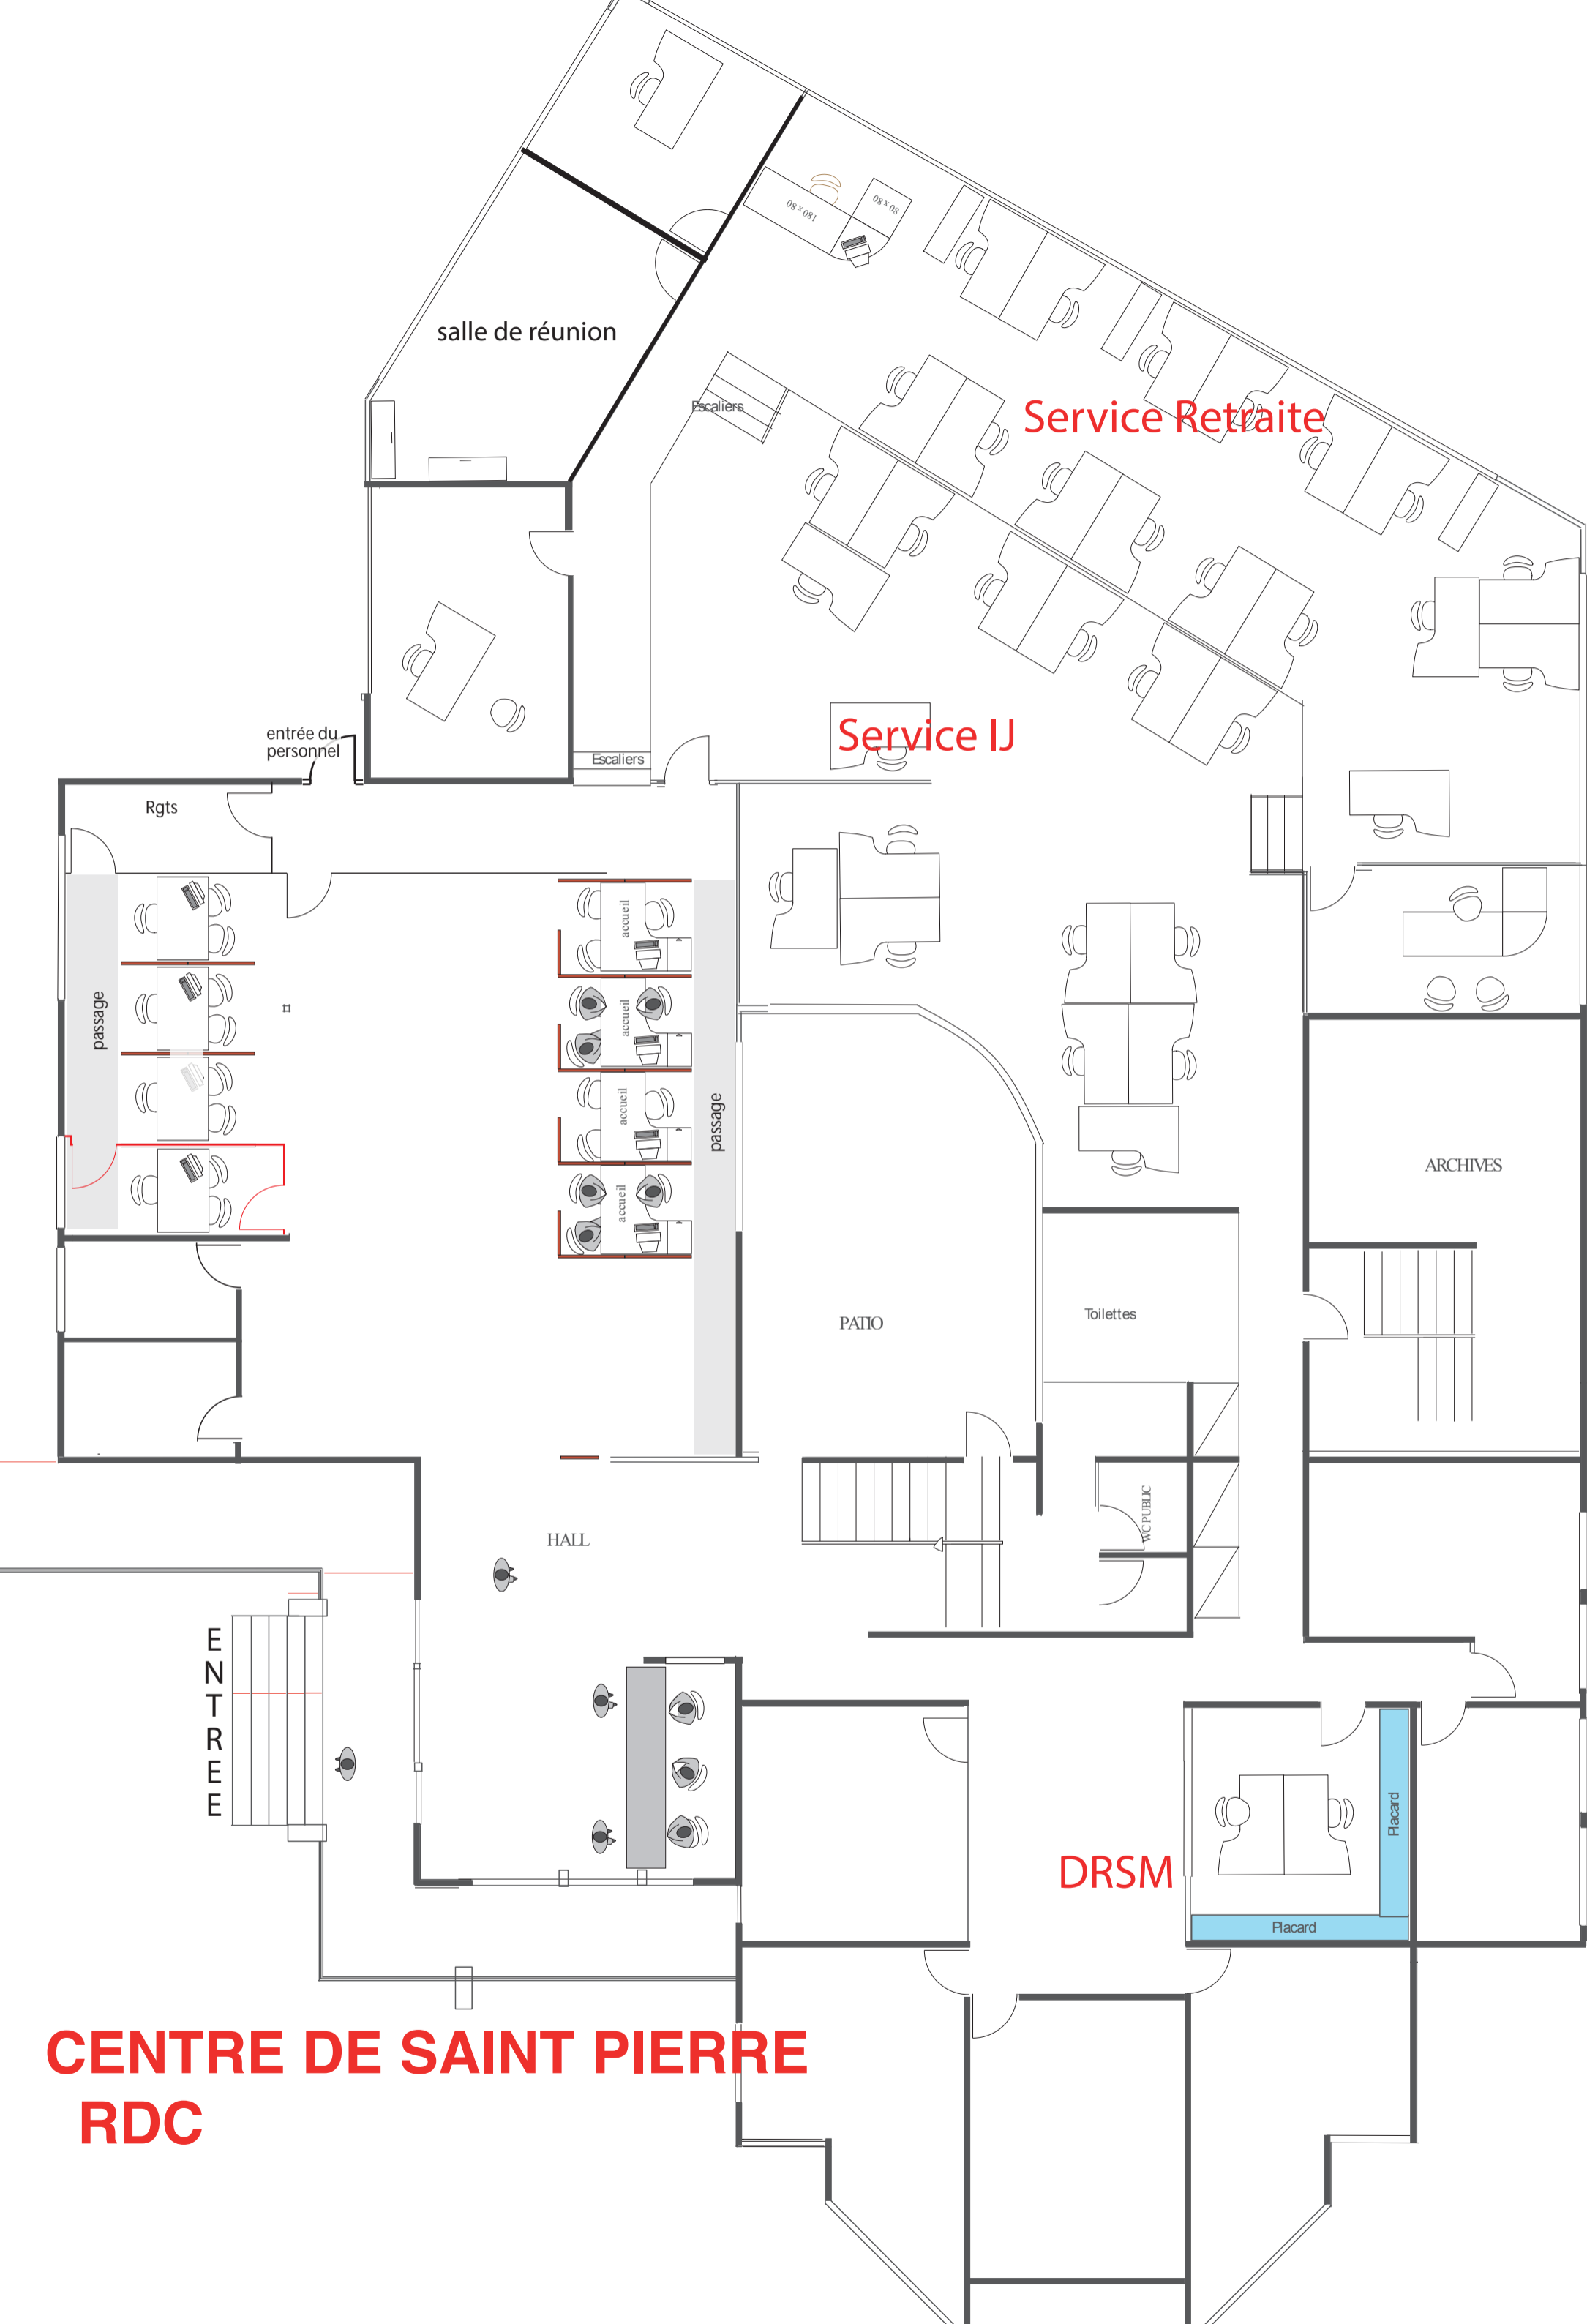 180 x 80
80 x 80
salle de réunion
Escaliers
Service Retraite
entrée du
personnel
Service IJ
Escaliers
Rgts
accueil
passage
accueil
accueil
passage
accueil
ARCHIVES
PATIO
Toilettes
WC PUBLIC
HALL
ENTREE
Placard
DRSM
Placard
CENTRE DE SAINT PIERRE
RDC